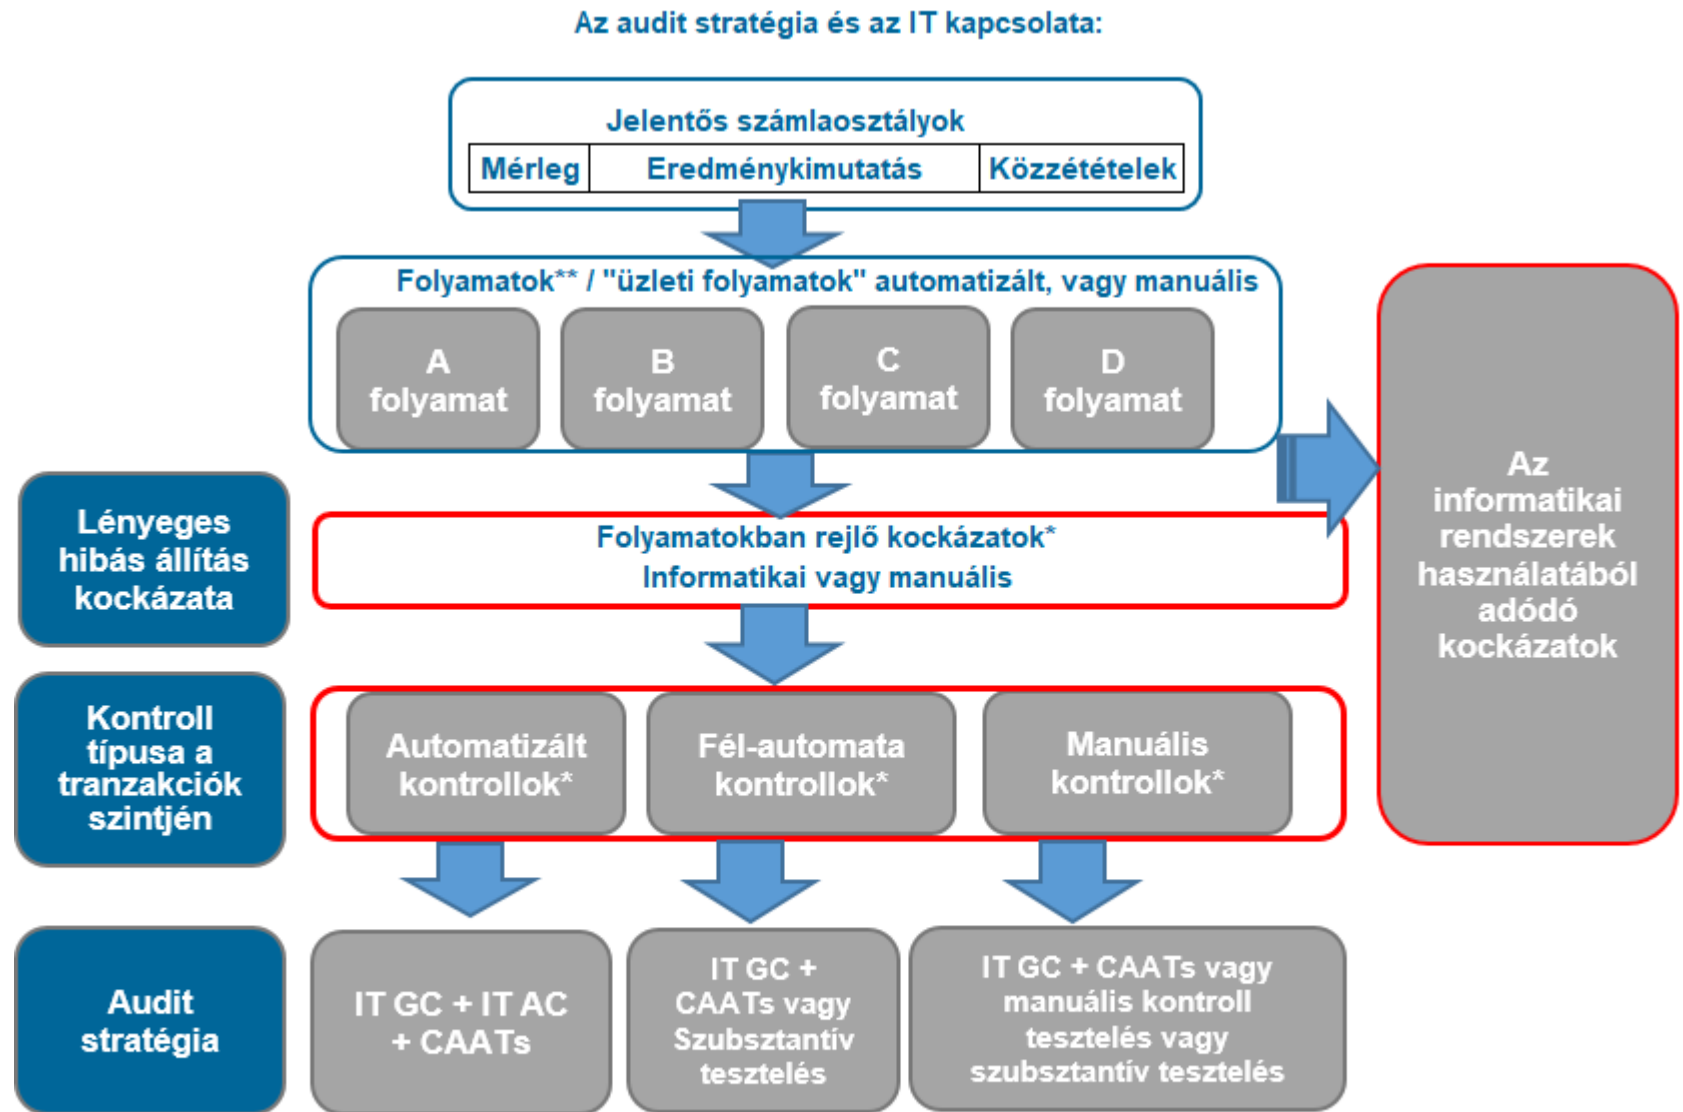 Az audit stratégia és az IT kapcsolata:
Jelentős számlaosztályok
Mérleg Eredménykimutatás Közzétételek
Folyamatok** / "üzleti folyamatok" automatizált, vagy manuális
A
folyamat
B
folyamat
C
folyamat
D
folyamat
Az
informatikai
rendszerek
használatából
adódó
kockázatok
Lényeges
hibás állítás
kockázata
Folyamatokban rejlő kockázatok*
Informatikai vagy manuális
Kontroll
típusa a
tranzakciók
szintjén
Automatizált
kontrollok*
Fél-automata
kontrollok*
Manuális
kontrollok*
Audit
stratégia
IT GC + IT AC
+ CAATs
IT GC +
CAATs vagy
Szubsztantív
tesztelés
IT GC + CAATs vagy
manuális kontroll
tesztelés vagy
szubsztantív tesztelés